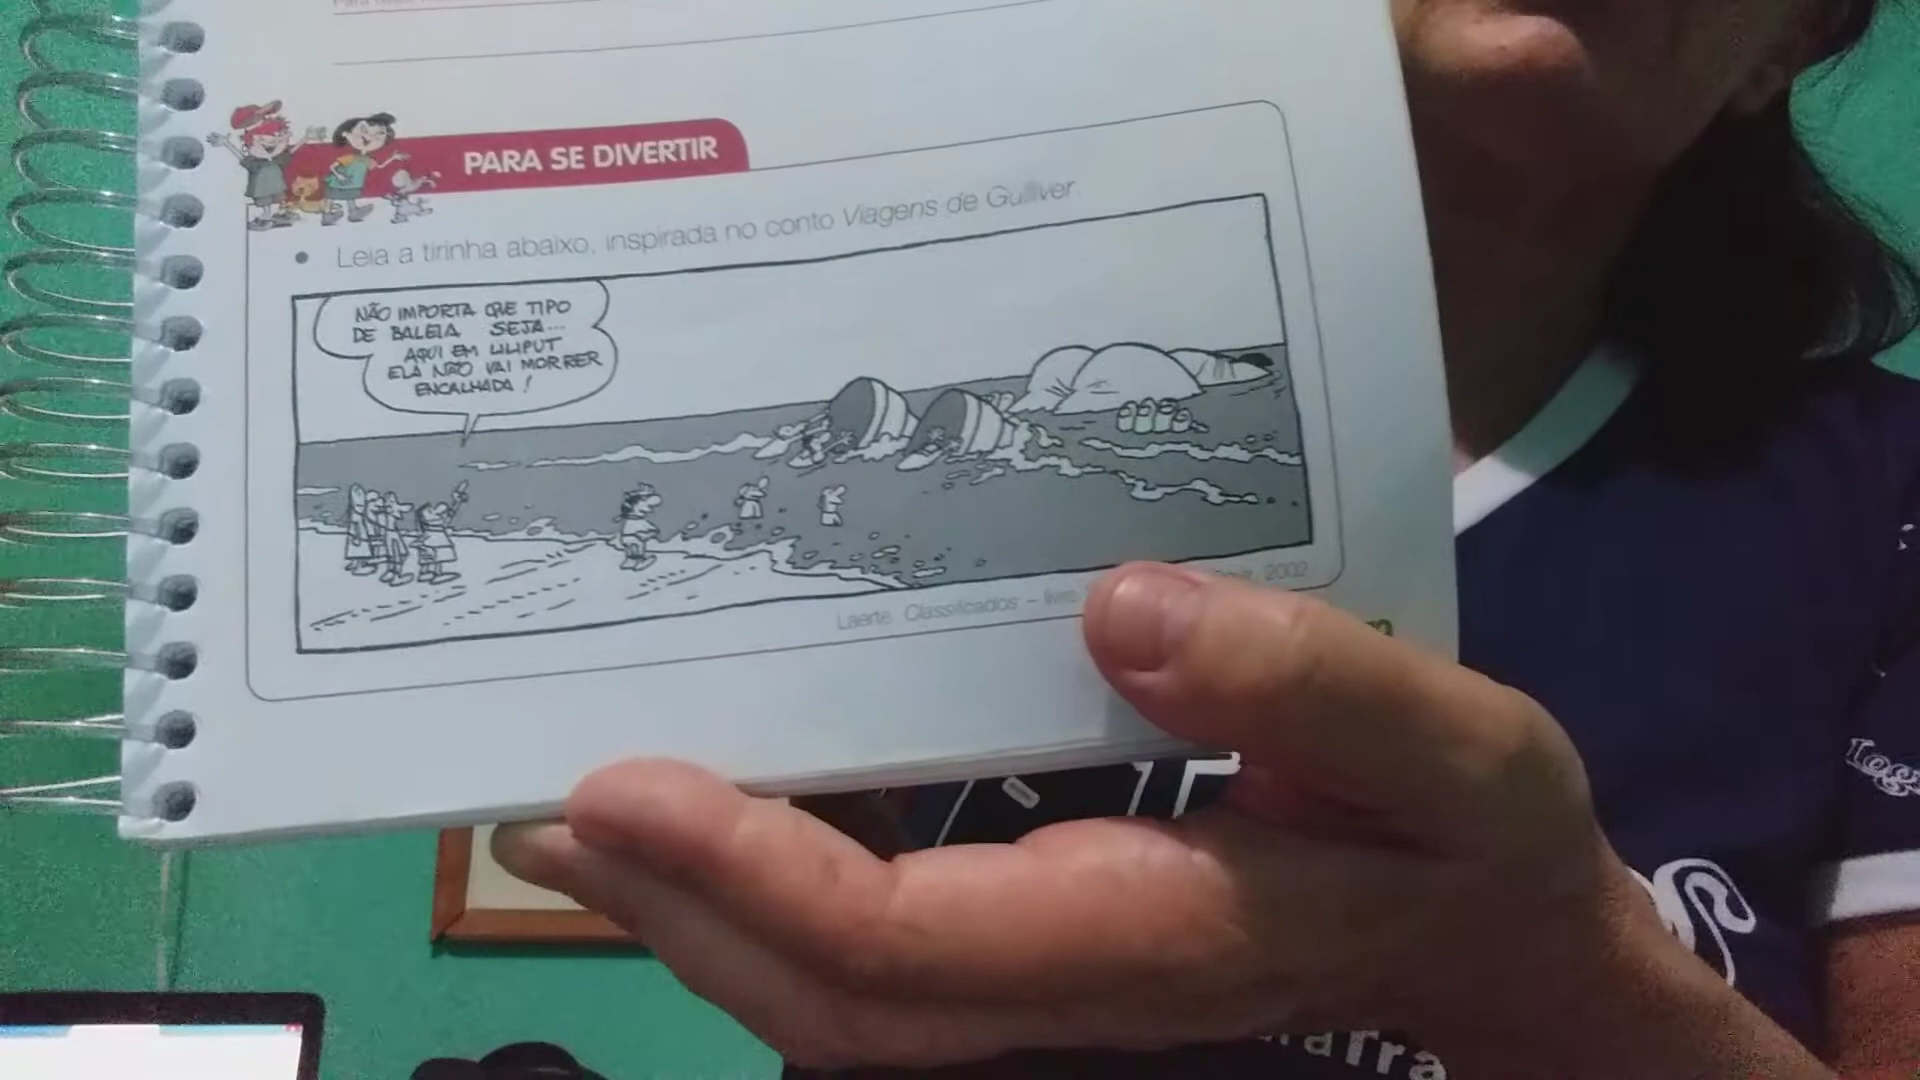 PARA SE DIVERTIR
• Leia a tirinha abaixo, inspirada no conto Viagens de Gulliver.
NÃO IMPORTA QUE TIPO
DE BALEIA SEJA...
AQUI EM LILIPUT
ELA NÃO VAI MORRER
ENCALHADA!
Laerte. Classificados – livro 2002